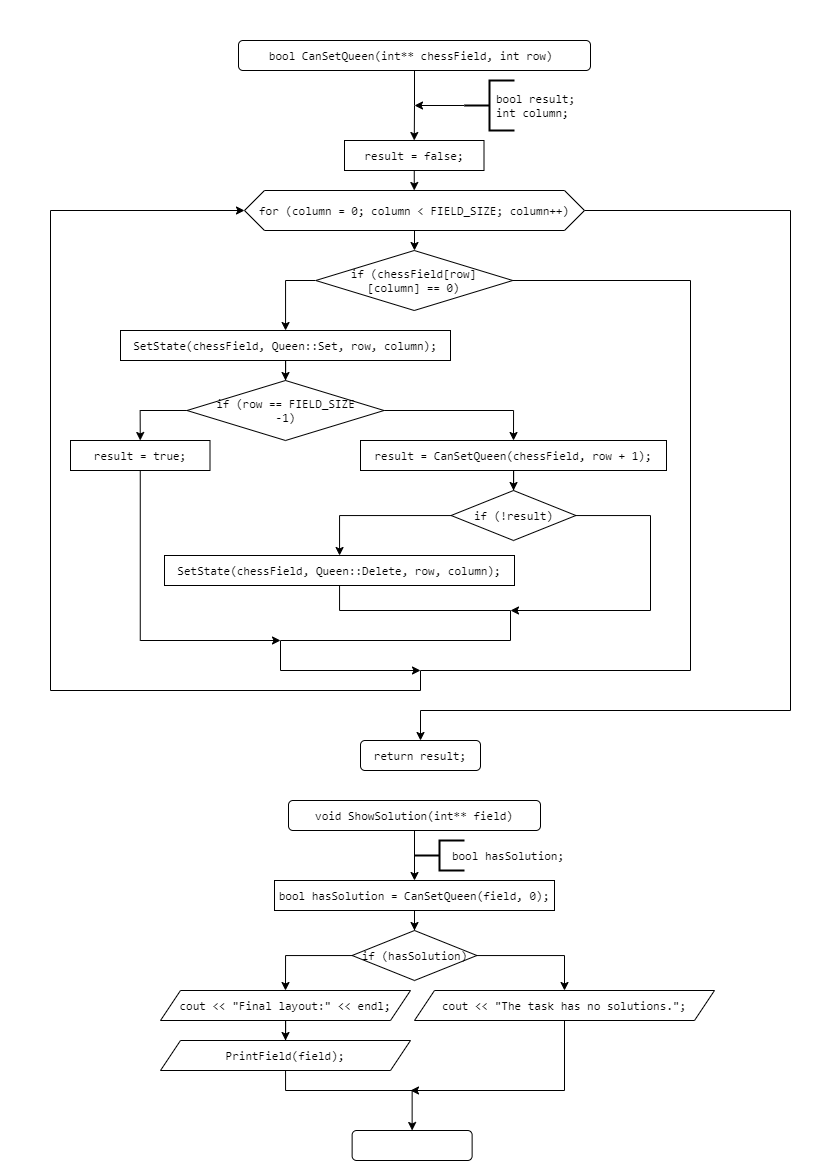 bool CanSetQueen(int** chessField, int row)
bool result;
int column;
result = false;
for (column = 0; column < FIELD_SIZE; column++)
if (chessField[row]
[column] == 0)
SetState(chessField, Queen::Set, row, column);
if (row == FIELD_SIZE
-1)
result = true;
result = CanSetQueen(chessField, row + 1);
if (!result)
SetState(chessField, Queen::Delete, row, column);
return result;
void ShowSolution(int** field)
bool hasSolution;
bool hasSolution = CanSetQueen(field, 0);
if (hasSolution)
cout << "Final layout:" << endl;
cout << "The task has no solutions.";
PrintField(field);